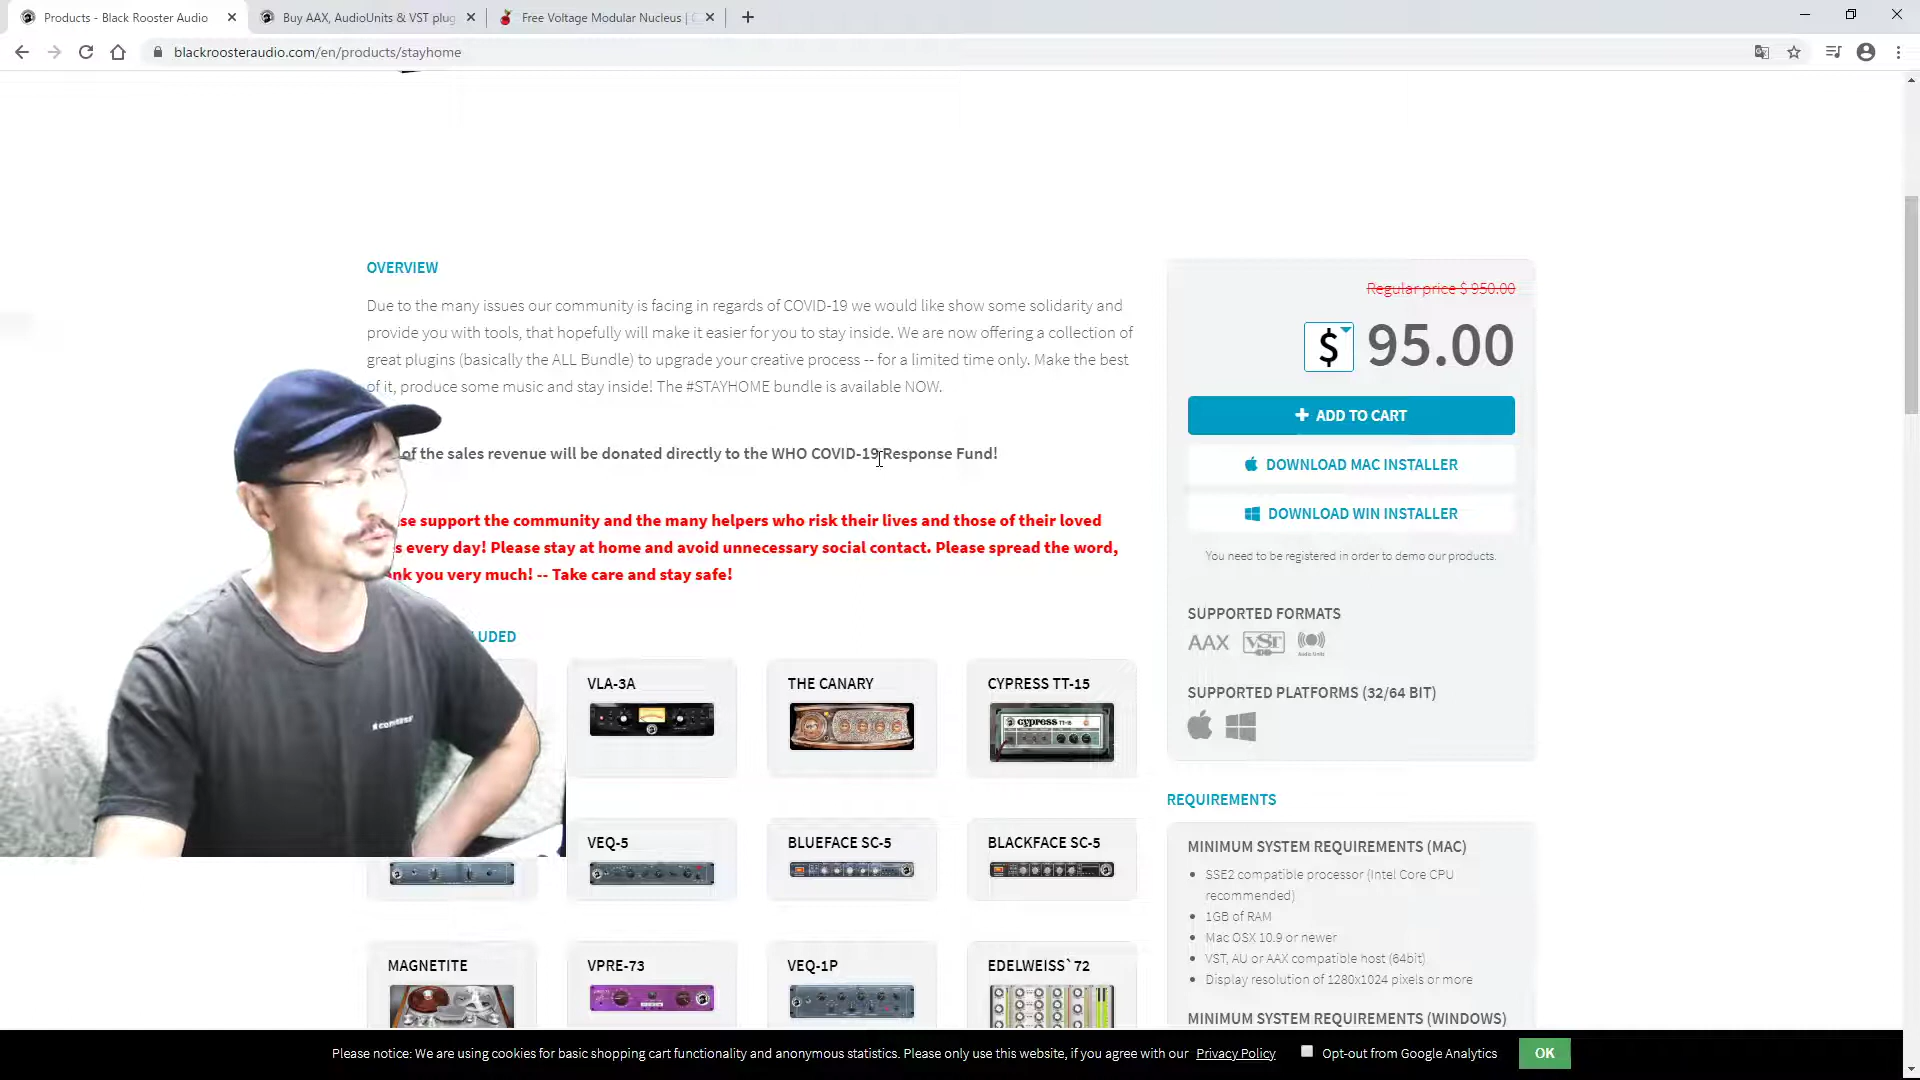 Products - Black Rooster Audio
Buy AAX, AudioUnits & VST plug
Free Voltage Modular Nucleus |
blackroosteraudio.com/en/products/stayhome
OVERVIEW
Due to the many issues our community is facing in regards of COVID-19 we would like show some solidarity and
provide you with tools, that hopefully will make it easier for you to stay inside. We are now offering a collection of
great plugins (basically the ALL Bundle) to upgrade your creative process -- for a limited time only. Make the best
of it, produce some music and stay inside! The #STAYHOME bundle is available NOW.
of the sales revenue will be donated directly to the WHO COVID-19 Response Fund!
se support the community and the many helpers who risk their lives and those of their loved
s every day! Please stay at home and avoid unnecessary social contact. Please spread the word,
nk you very much! -- Take care and stay safe!
LUDED
VLA-3A
THE CANARY
CYPRESS TT-15
cypress TT-15
VEQ-5
BLUEFACE SC-5
BLACKFACE SC-5
MAGNETITE
VPRE-73
VEQ-1P
EDELWEISS`72
Regular price $ 950.00
$ 95.00
+ ADD TO CART
DOWNLOAD MAC INSTALLER
DOWNLOAD WIN INSTALLER
You need to be registered in order to demo our products.
SUPPORTED FORMATS
AAX VST Audio Units
SUPPORTED PLATFORMS (32/64 BIT)
REQUIREMENTS
MINIMUM SYSTEM REQUIREMENTS (MAC)
SSE2 compatible processor (Intel Core CPU
recommended)
1GB of RAM
Mac OSX 10.9 or newer
VST, AU or AAX compatible host (64bit)
Display resolution of 1280x1024 pixels or more
MINIMUM SYSTEM REQUIREMENTS (WINDOWS)
Please notice: We are using cookies for basic shopping cart functionality and anonymous statistics. Please only use this website, if you agree with our Privacy Policy
Opt-out from Google Analytics
OK